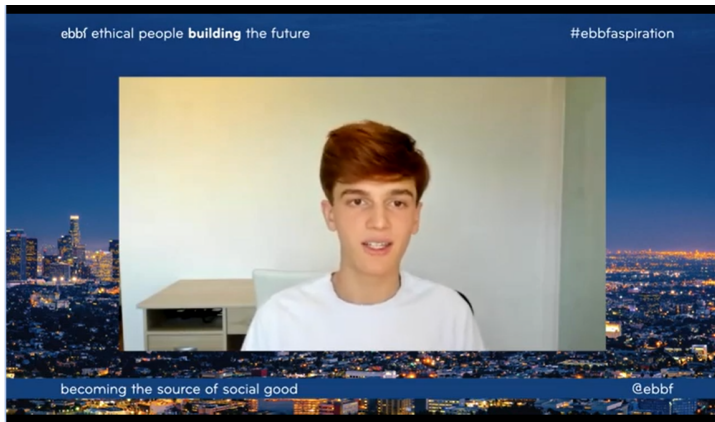 ebbf ethical people building the future
#ebbfaspiration
becoming the source of social good
@ebbf